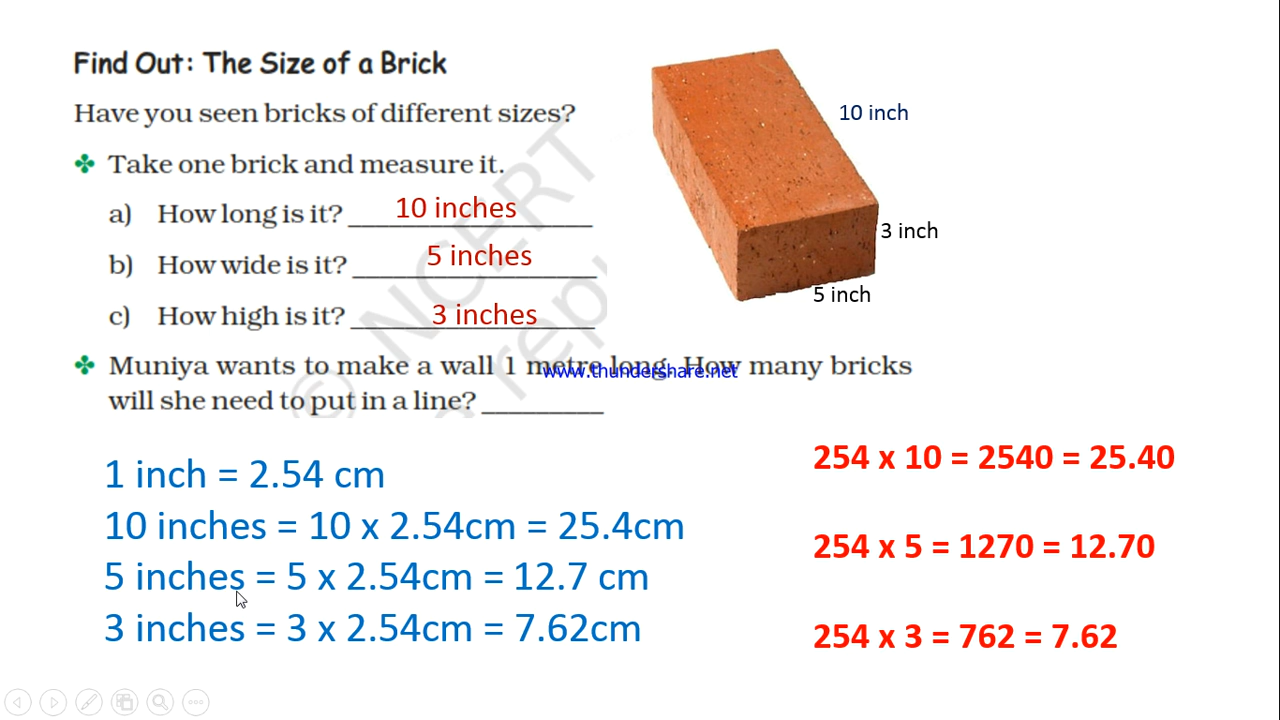 Find Out: The Size of a Brick
Have you seen bricks of different sizes?
Take one brick and measure it.
a) How long is it? 10 inches
b) How wide is it? 5 inches
c) How high is it? 3 inches
10 inch
3 inch
5 inch
© NCERT
Muniya wants to make a wall 1 metre long. How many bricks
www.thundershare.net
will she need to put in a line? _________
1 inch = 2.54 cm
10 inches = 10 x 2.54cm = 25.4cm
5 inches = 5 x 2.54cm = 12.7 cm
3 inches = 3 x 2.54cm = 7.62cm
254 x 10 = 2540 = 25.40
254 x 5 = 1270 = 12.70
254 x 3 = 762 = 7.62